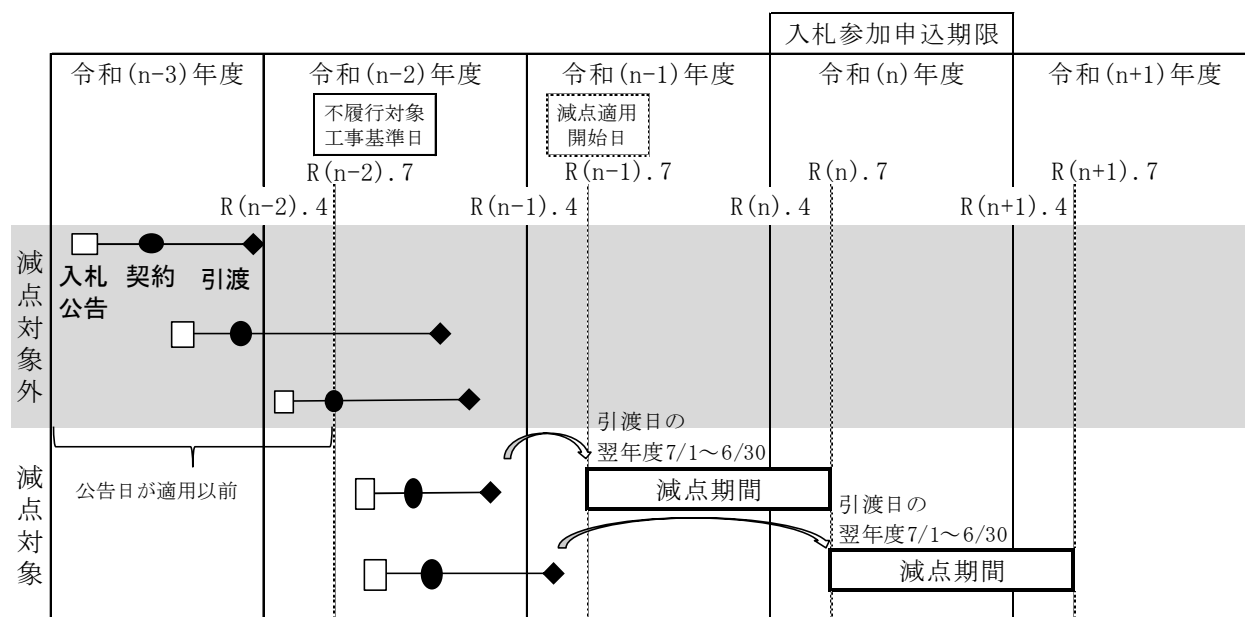 入札参加申込期限
令和(n-3)年度
令和(n-2)年度
令和(n-1)年度
令和(n)年度
令和(n+1)年度
不履行対象
工事基準日
減点適用
開始日
R(n-2).7
R(n-1).7
R(n).7
R(n+1).7
R(n-2).4
R(n-1).4
R(n).4
R(n+1).4
減点対象外
入札
公告
契約
引渡
引渡日の
翌年度7/1～6/30
減点対象
公告日が適用以前
減点期間
引渡日の
翌年度7/1～6/30
減点期間